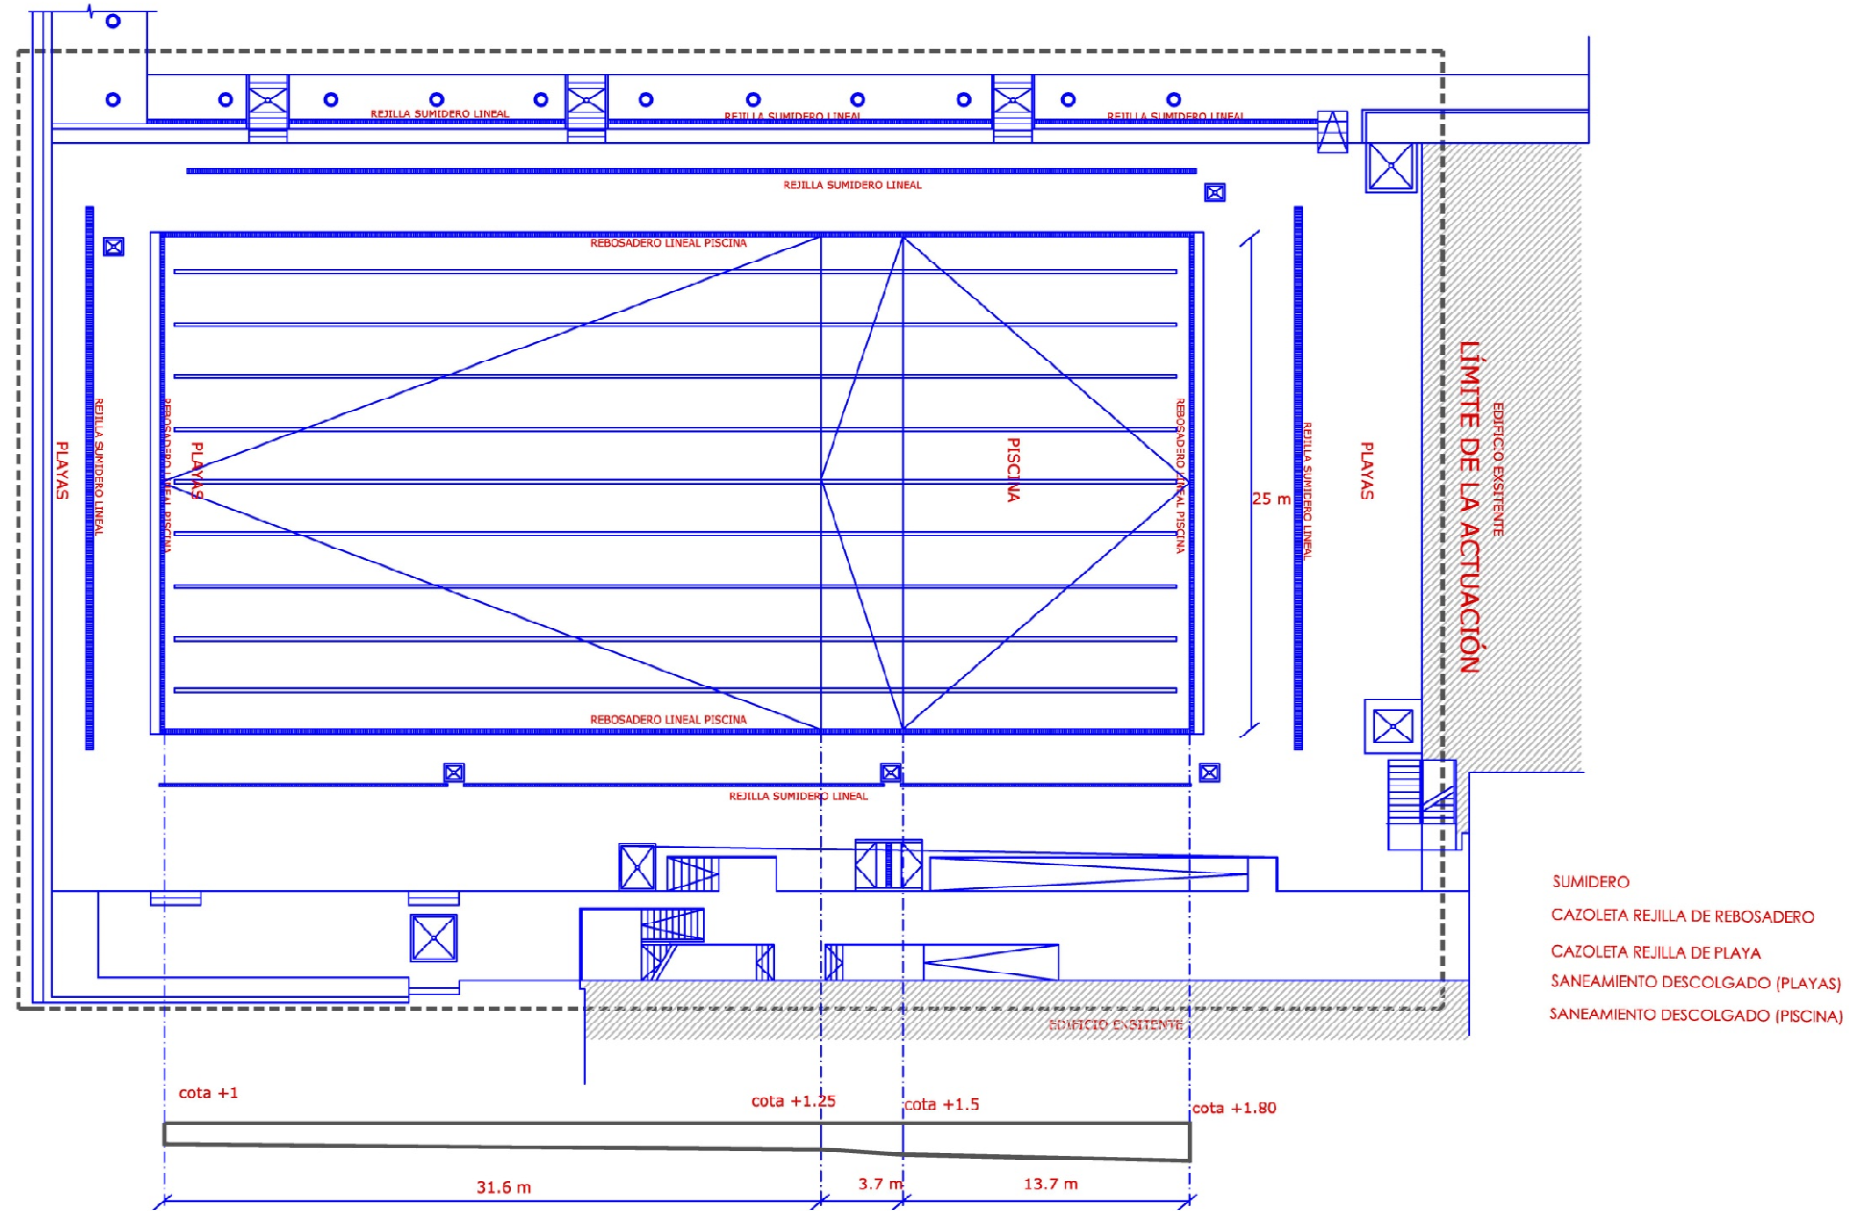 REJILLA SUMIDERO LINEAL
REJILLA SUMIDERO LINEAL
REJILLA SUMIDERO LINEAL
REJILLA SUMIDERO LINEAL
REBOSADERO LINEAL PISCINA
PLAYAS
REJILLA SUMIDERO LINEAL
REBOSADERO LINEAL PISCINA
PLAYAS
PISCINA
REBOSADERO LINEAL PISCINA
25 m
REJILLA SUMIDERO LINEAL
PLAYAS
LÍMITE DE LA ACTUACIÓN
EDIFICO EXSITENTE
REBOSADERO LINEAL PISCINA
REJILLA SUMIDERO LINEAL
SUMIDERO
CAZOLETA REJILLA DE REBOSADERO
CAZOLETA REJILLA DE PLAYA
SANEAMIENTO DESCOLGADO (PLAYAS)
SANEAMIENTO DESCOLGADO (PISCINA)
EDIFICIO EXSITENTE
cota +1
cota +1.25
cota +1.5
cota +1.80
31.6 m
3.7 m
13.7 m